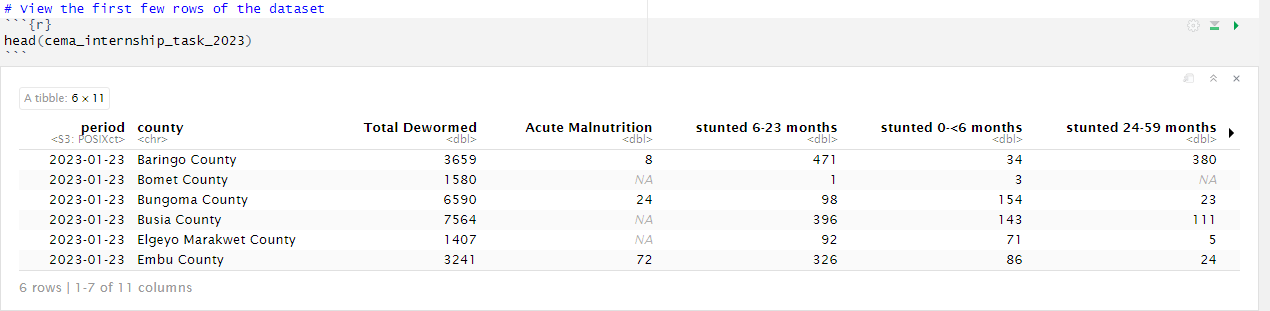 # View the first few rows of the dataset
```{r}
head(cema_internship_task_2023)
```
A tibble: 6 × 11
period county Total Dewormed Acute Malnutrition stunted 6-23 months stunted 0-<6 months stunted 24-59 months
<S3: POSIXct> <chr> <dbl> <dbl> <dbl> <dbl> <dbl>
2023-01-23 Baringo County 3659 8 471 34 380
2023-01-23 Bomet County 1580 NA 1 3 NA
2023-01-23 Bungoma County 6590 24 98 154 23
2023-01-23 Busia County 7564 NA 396 143 111
2023-01-23 Elgeyo Marakwet County 1407 NA 92 71 5
2023-01-23 Embu County 3241 72 326 86 24
6 rows | 1-7 of 11 columns